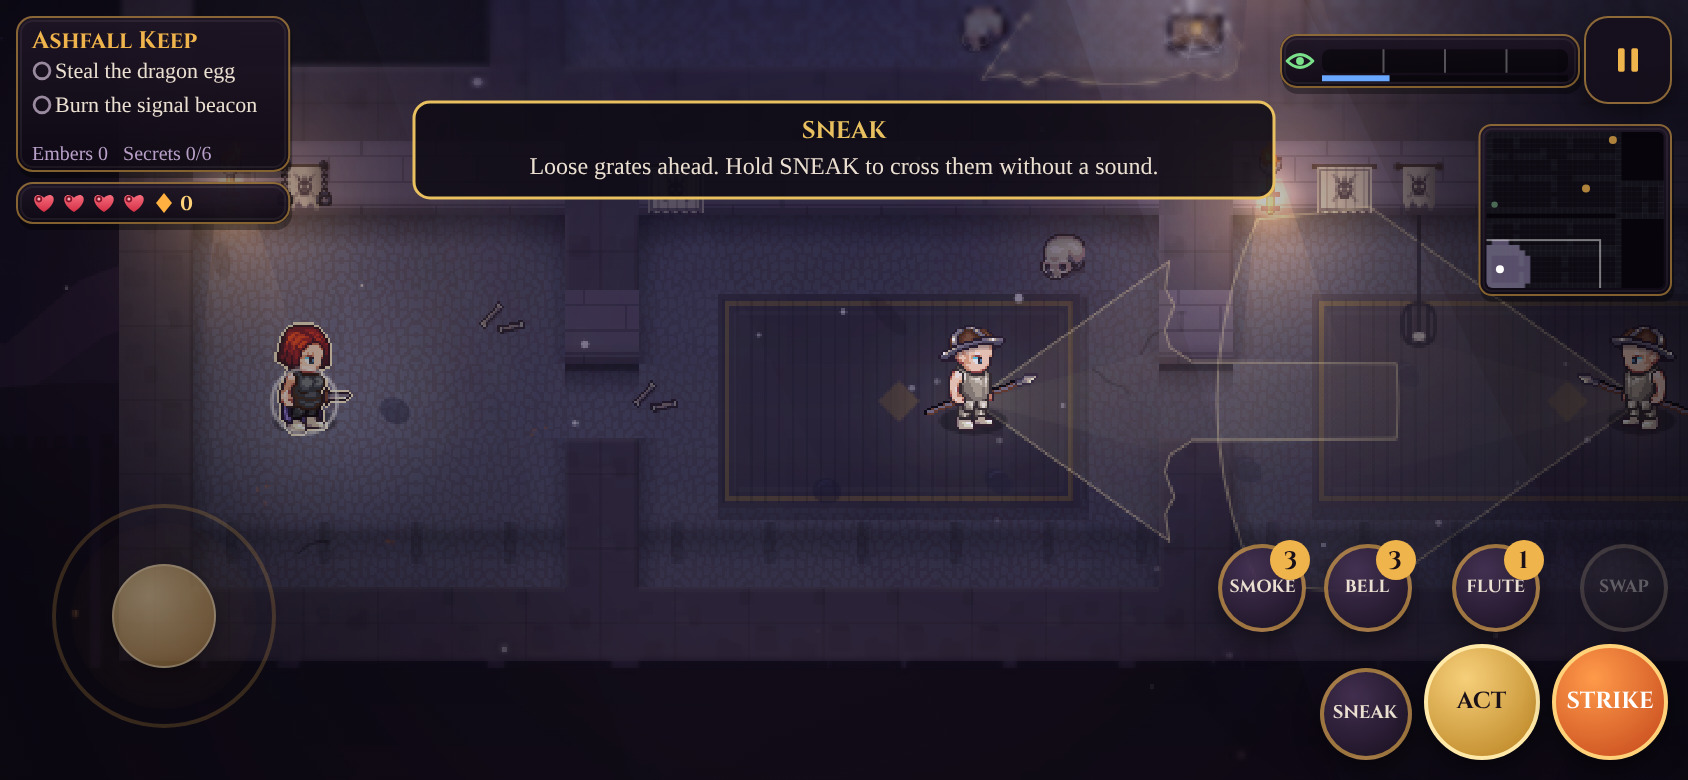 Ashfall Keep
Steal the dragon egg
Burn the signal beacon
Embers 0 Secrets 0/6
0
SNEAK
Loose grates ahead. Hold SNEAK to cross them without a sound.
3
3
1
SMOKE
BELL
FLUTE
SWAP
SNEAK
ACT
STRIKE